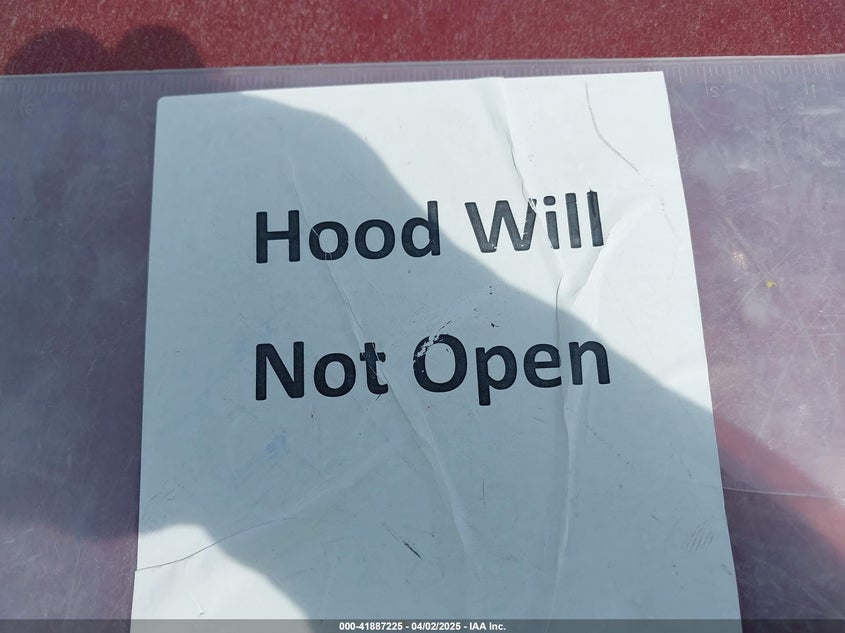 Hood Will
Not Open
000-41887225 - 04/02/2025 - IAA Inc.